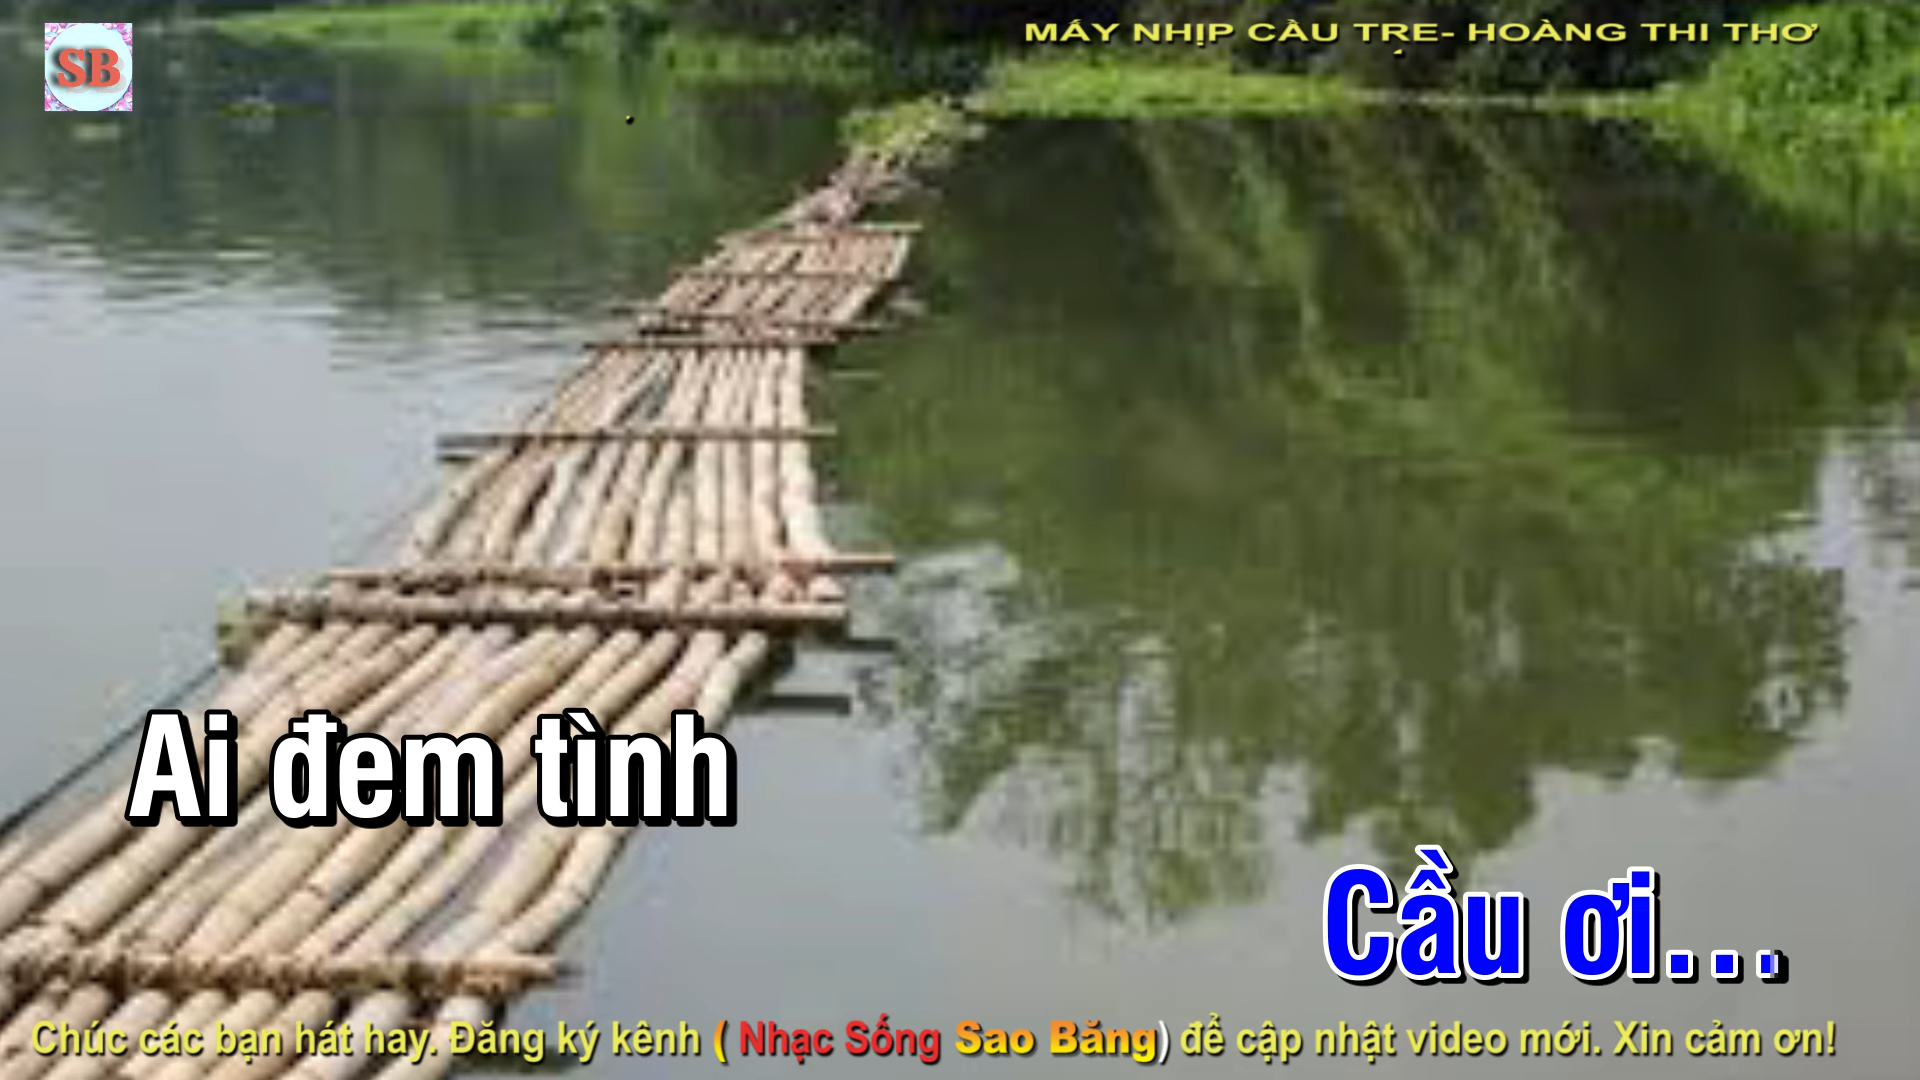 MẤY NHỊP CẦU TRE- HOÀNG THI THƠ
SB
Ai đem tình
Cầu ơi...
Chúc các bạn hát hay. Đăng ký kênh ( Nhạc Sống Sao Băng) để cập nhật video mới. Xin cảm ơn!